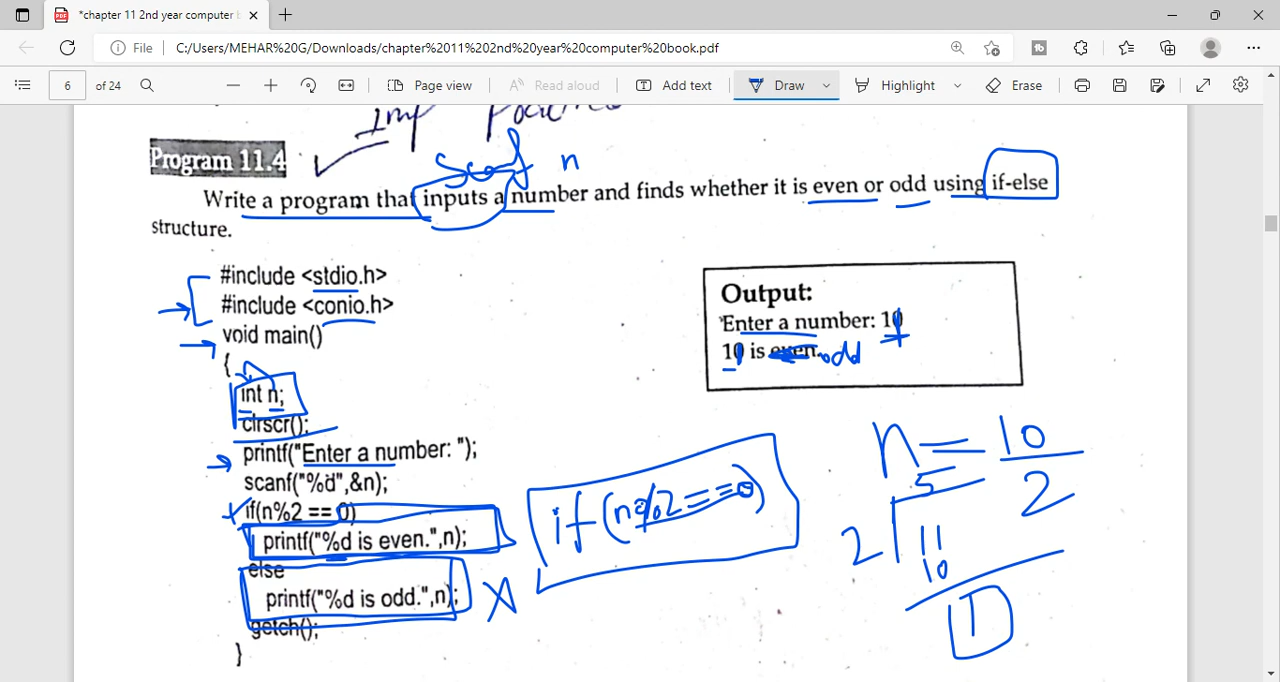 *chapter 11 2nd year computer b
File C:/Users/MEHAR%20G/Downloads/chapter%2011%202nd%20year%20computer%20book.pdf
6 of 24 Page view Read aloud Add text Draw Highlight Erase
Imp
Program 11.4
Scanf n
Write a program that inputs a number and finds whether it is even or odd using if-else
structure.
#include <stdio.h>
#include <conio.h>
void main()
{
int n;
clrscr();
printf("Enter a number: ");
scanf("%d",&n);
if(n%2 == 0)
printf("%d is even.",n);
else
printf("%d is odd.",n);
getch();
}
Output:
Enter a number: 10
10 is even. odd
if (n%2==0)
n = 10
2
5
2 11
10
1